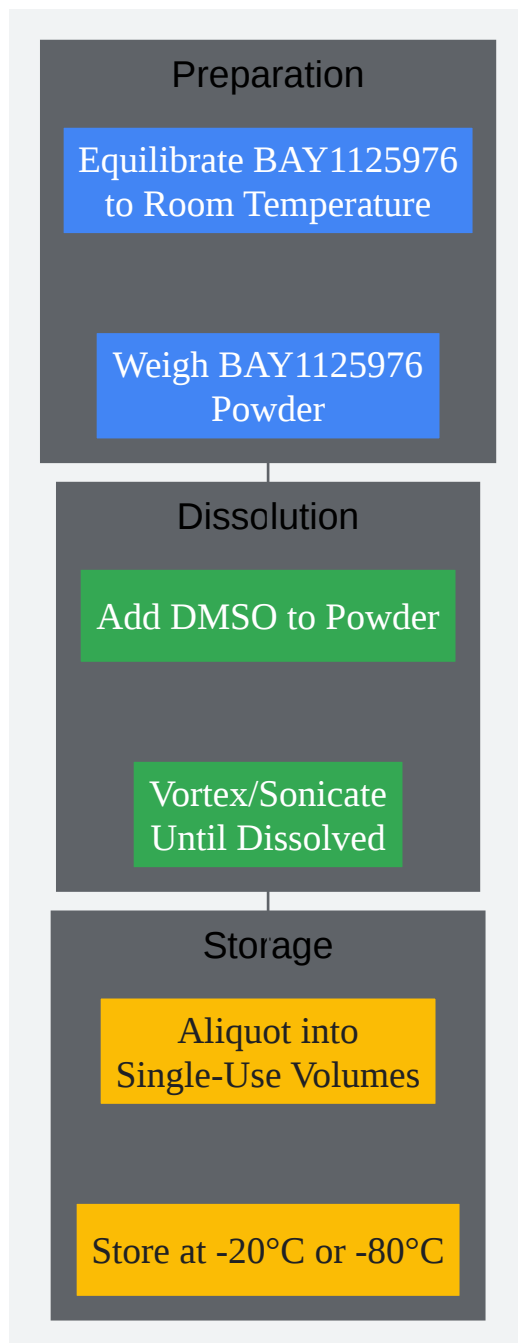 Preparation
Equilibrate BAY1125976
to Room Temperature
Weigh BAY1125976
Powder
Dissolution
Add DMSO to Powder
Vortex/Sonicate
Until Dissolved
Storage
Aliquot into
Single-Use Volumes
Store at -20°C or -80°C